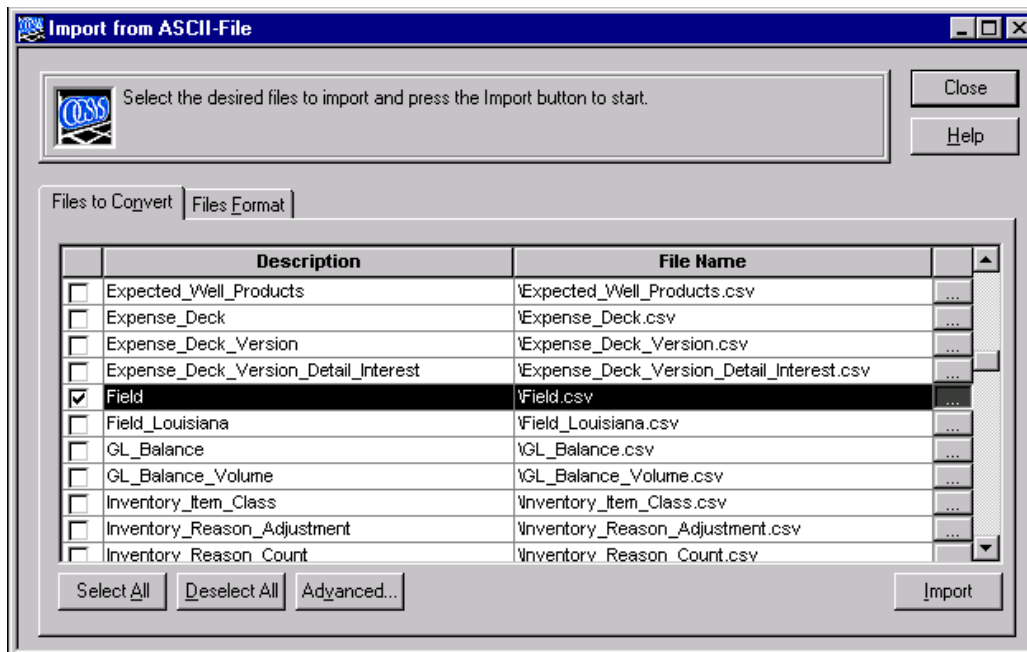 Import from ASCII-File
OGSYS
Select the desired files to import and press the Import button to start.
Close
Help
Files to Convert Files Format
Description File Name
Expected_Well_Products \Expected_Well_Products.csv ...
Expense_Deck \Expense_Deck.csv ...
Expense_Deck_Version \Expense_Deck_Version.csv ...
Expense_Deck_Version_Detail_Interest \Expense_Deck_Version_Detail_Interest.csv ...
Field \Field.csv ...
Field_Louisiana \Field_Louisiana.csv ...
GL_Balance \GL_Balance.csv ...
GL_Balance_Volume \GL_Balance_Volume.csv ...
Inventory_Item_Class \Inventory_Item_Class.csv ...
Inventory_Reason_Adjustment \Inventory_Reason_Adjustment.csv ...
Inventory_Reason_Count \Inventory_Reason_Count.csv
Select All Deselect All Advanced... Import